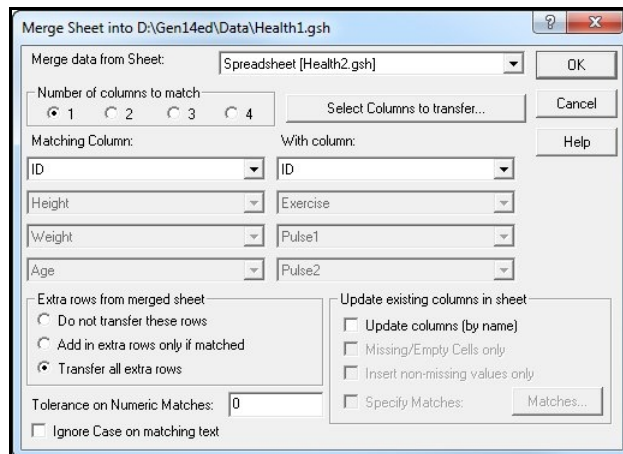 Merge Sheet into D:\Gen14ed\Data\Health1.gsh
Merge data from Sheet:
Spreadsheet [Health2.gsh]
OK
Number of columns to match
1 2 3 4
Select Columns to transfer...
Cancel
Matching Column:
With column:
Help
ID
ID
Height
Exercise
Weight
Pulse1
Age
Pulse2
Extra rows from merged sheet
Do not transfer these rows
Add in extra rows only if matched
Transfer all extra rows
Update existing columns in sheet
Update columns (by name)
Missing/Empty Cells only
Insert non-missing values only
Specify Matches:
Matches...
Tolerance on Numeric Matches:
0
Ignore Case on matching text